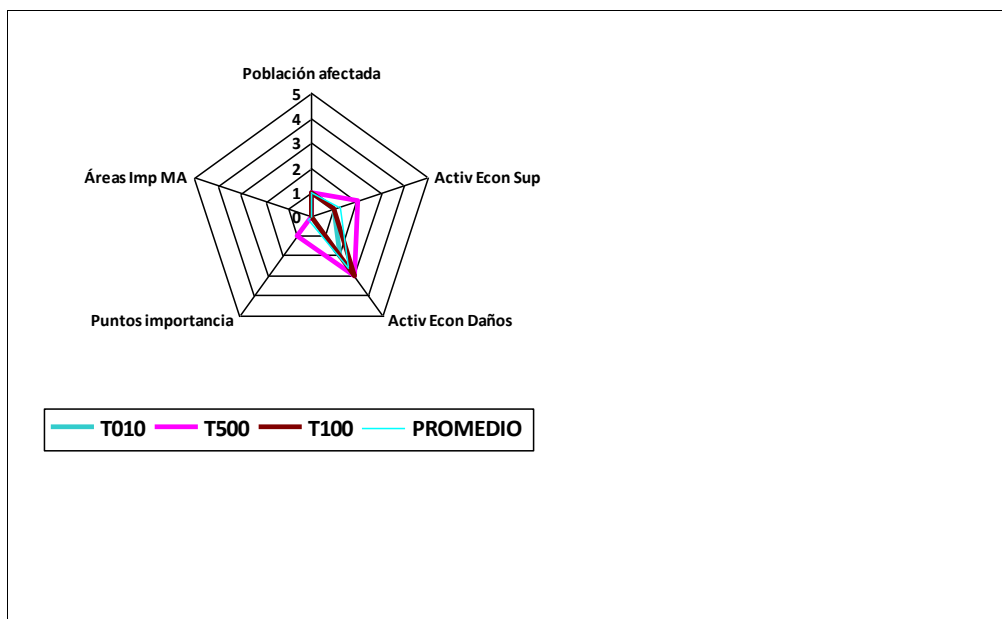 Población afectada
5
4
3
2
1
0
Áreas Imp MA
Activ Econ Sup
Puntos importancia
Activ Econ Daños
T010 T500 T100 PROMEDIO